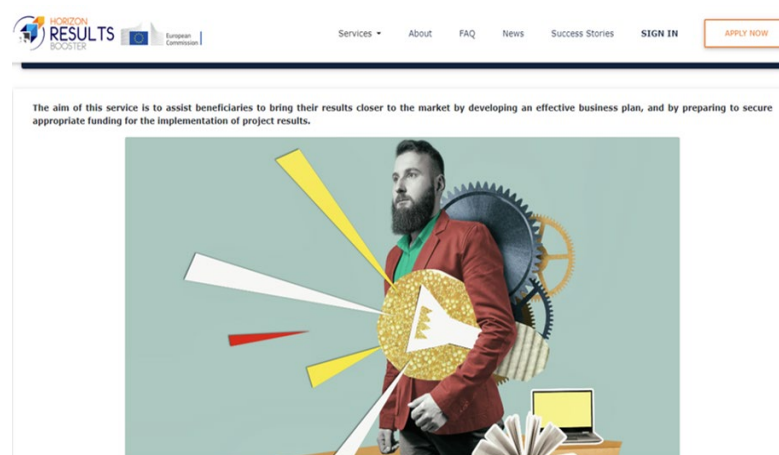 HORIZON
RESULTS
BOOSTER
European
Commission
Services About FAQ News Success Stories SIGN IN APPLY NOW
The aim of this service is to assist beneficiaries to bring their results closer to the market by developing an effective business plan, and by preparing to secure
appropriate funding for the implementation of project results.